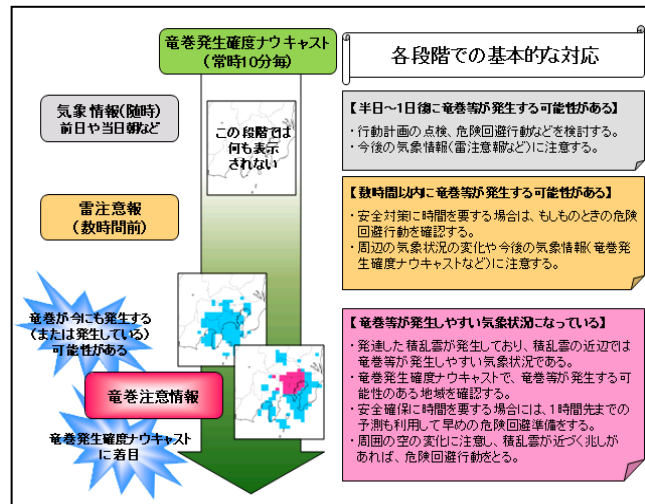 竜巻発生確度ナウキャスト
(常時10分毎)
各段階での基本的な対応
気象情報(随時)
前日や当日朝など
この段階では
何も表示
されない
【半日～1日後に竜巻等が発生する可能性がある】
・行動計画の点検、危険回避行動などを検討する。
・今後の気象情報(雷注意報など)に注意する。
雷注意報
(数時間前)
【数時間以内に竜巻等が発生する可能性がある】
・安全対策に時間を要する場合は、もしものときの危険
回避行動を確認する。
・周辺の気象状況の変化や今後の気象情報(竜巻発
生確度ナウキャストなど)に注意する。
竜巻が今にも発生する
(または発生している)
可能性がある
竜巻注意情報
竜巻発生確度ナウキャスト
に着目
【竜巻等が発生しやすい気象状況になっている】
・発達した積乱雲が発生しており、積乱雲の近辺では
竜巻等が発生しやすい気象状況である。
・竜巻発生確度ナウキャストで、竜巻等が発生する可
能性のある地域を確認する。
・安全確保に時間を要する場合には、1時間先までの
予測も利用して早めの危険回避準備をする。
・周囲の空の変化に注意し、積乱雲が近づく兆しが
あれば、危険回避行動をとる。